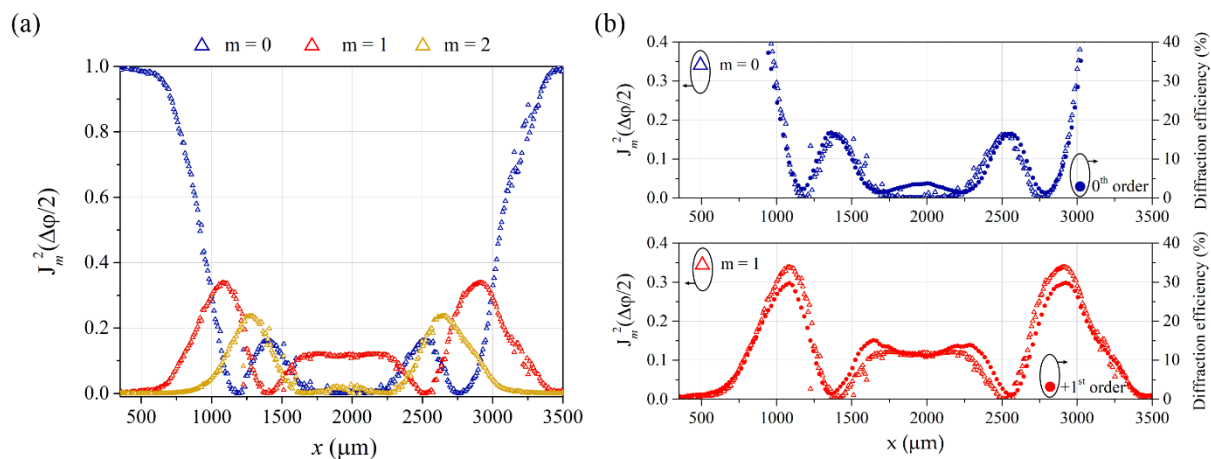 (a)
m = 0 m = 1 m = 2
J_m^2(Δφ/2)
1.0
0.8
0.6
0.4
0.2
0.0
500 1000 1500 2000 2500 3000 3500
x (μm)
(b)
J_m^2(Δφ/2)
0.4
0.3
0.2
0.1
0.0
m = 0
0th order
40
30
20
10
0
Diffraction efficiency (%)
500 1000 1500 2000 2500 3000 3500
J_m^2(Δφ/2)
0.4
0.3
0.2
0.1
0.0
m = 1
+1st order
40
30
20
10
0
Diffraction efficiency (%)
500 1000 1500 2000 2500 3000 3500
x (μm)